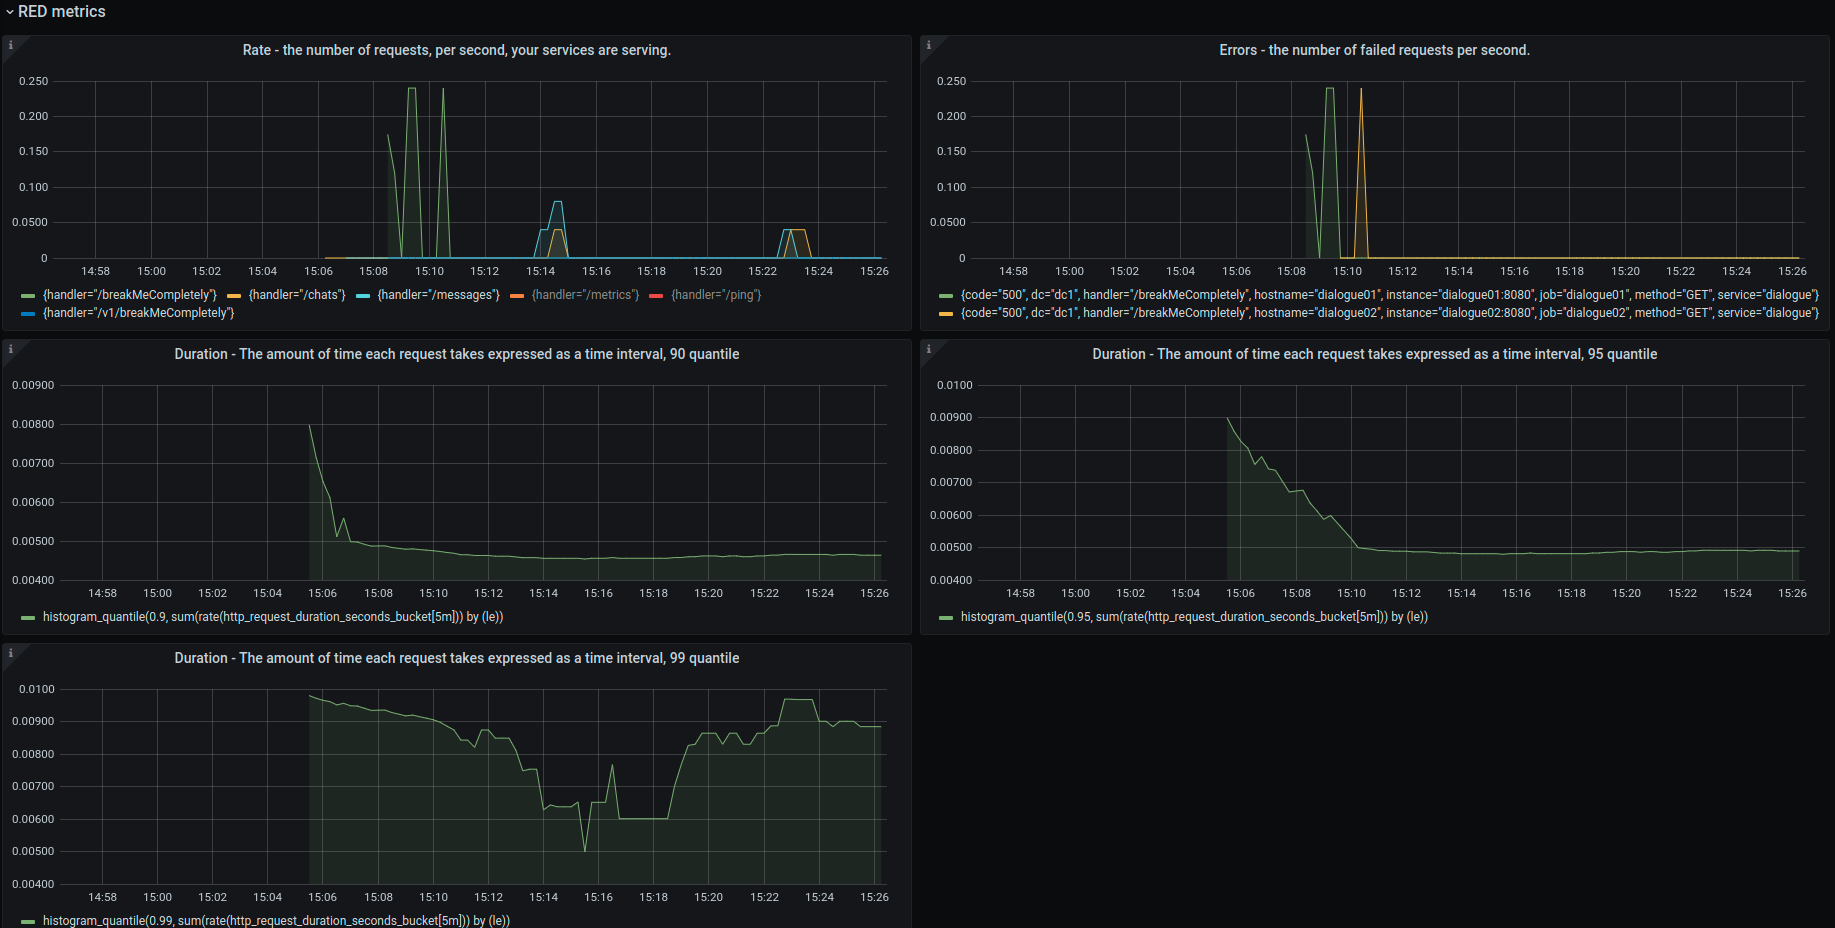 RED metrics
Rate - the number of requests, per second, your services are serving.
0.250
0.200
0.150
0.100
0.0500
0
14:58 15:00 15:02 15:04 15:06 15:08 15:10 15:12 15:14 15:16 15:18 15:20 15:22 15:24 15:26
{handler="/breakMeCompletely"} {handler="/chats"} {handler="/messages"} {handler="/metrics"} {handler="/ping"}
{handler="/v1/breakMeCompletely"}
Errors - the number of failed requests per second.
0.250
0.200
0.150
0.100
0.0500
0
14:58 15:00 15:02 15:04 15:06 15:08 15:10 15:12 15:14 15:16 15:18 15:20 15:22 15:24 15:26
{code="500", dc="dc1", handler="/breakMeCompletely", hostname="dialogue01", instance="dialogue01:8080", job="dialogue01", method="GET", service="dialogue"}
{code="500", dc="dc1", handler="/breakMeCompletely", hostname="dialogue02", instance="dialogue02:8080", job="dialogue02", method="GET", service="dialogue"}
Duration - The amount of time each request takes expressed as a time interval, 90 quantile
0.00900
0.00800
0.00700
0.00600
0.00500
0.00400
14:58 15:00 15:02 15:04 15:06 15:08 15:10 15:12 15:14 15:16 15:18 15:20 15:22 15:24 15:26
histogram_quantile(0.9, sum(rate(http_request_duration_seconds_bucket[5m])) by (le))
Duration - The amount of time each request takes expressed as a time interval, 95 quantile
0.0100
0.00900
0.00800
0.00700
0.00600
0.00500
0.00400
14:58 15:00 15:02 15:04 15:06 15:08 15:10 15:12 15:14 15:16 15:18 15:20 15:22 15:24 15:26
histogram_quantile(0.95, sum(rate(http_request_duration_seconds_bucket[5m])) by (le))
Duration - The amount of time each request takes expressed as a time interval, 99 quantile
0.0100
0.00900
0.00800
0.00700
0.00600
0.00500
0.00400
14:58 15:00 15:02 15:04 15:06 15:08 15:10 15:12 15:14 15:16 15:18 15:20 15:22 15:24 15:26
histogram_quantile(0.99, sum(rate(http_request_duration_seconds_bucket[5m])) by (le))